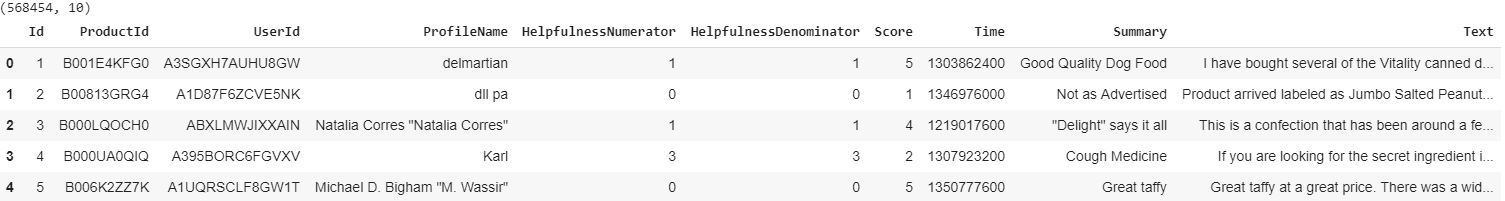 (568454, 10)
Id ProductId UserId ProfileName HelpfulnessNumerator HelpfulnessDenominator Score Time Summary Text
0 1 B001E4KFG0 A3SGXH7AUHU8GW delmartian 1 1 5 1303862400 Good Quality Dog Food I have bought several of the Vitality canned d...
1 2 B00813GRG4 A1D87F6ZCVE5NK dll pa 0 0 1 1346976000 Not as Advertised Product arrived labeled as Jumbo Salted Peanut...
2 3 B000LQOCH0 ABXLMWJIXXAIN Natalia Corres "Natalia Corres" 1 1 4 1219017600 "Delight" says it all This is a confection that has been around a fe...
3 4 B000UA0QIQ A395BORC6FGVXV Karl 3 3 2 1307923200 Cough Medicine If you are looking for the secret ingredient i...
4 5 B006K2ZZ7K A1UQRSCLF8GW1T Michael D. Bigham "M. Wassir" 0 0 5 1350777600 Great taffy Great taffy at a great price. There was a wid...